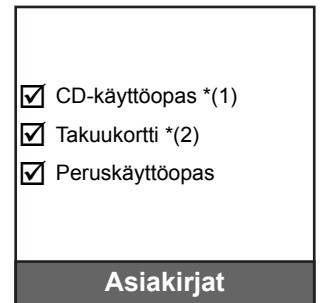 ☑ CD-käyttöopas *(1)
☑ Takuukortti *(2)
☑ Peruskäyttöopas
Asiakirjat